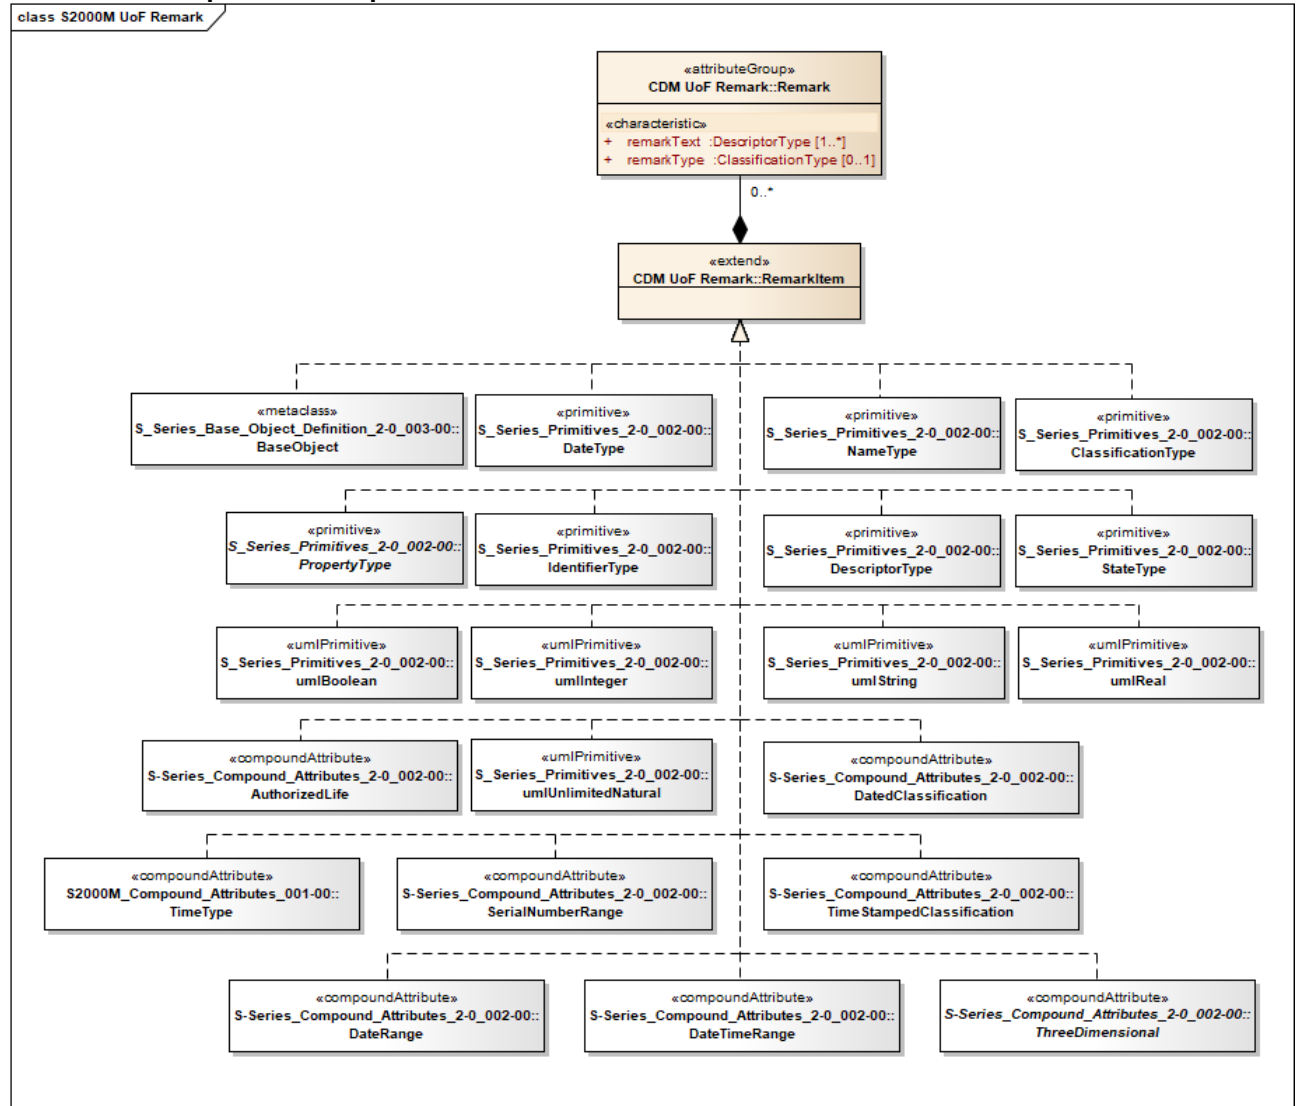 class S2000M UoF Remark
«attributeGroup»
CDM UoF Remark::Remark
«characteristic»
+ remarkText :DescriptorType [1..*]
+ remarkType :ClassificationType [0..1]
0..*
«extend»
CDM UoF Remark::RemarkItem
«metaclass»
S_Series_Base_Object_Definition_2-0_003-00::
BaseObject
«primitive»
S_Series_Primitives_2-0_002-00::
DateType
«primitive»
S_Series_Primitives_2-0_002-00::
NameType
«primitive»
S_Series_Primitives_2-0_002-00::
ClassificationType
«primitive»
S_Series_Primitives_2-0_002-00::
PropertyType
«primitive»
S_Series_Primitives_2-0_002-00::
IdentifierType
«primitive»
S_Series_Primitives_2-0_002-00::
DescriptorType
«primitive»
S_Series_Primitives_2-0_002-00::
StateType
«umlPrimitive»
S_Series_Primitives_2-0_002-00::
umlBoolean
«umlPrimitive»
S_Series_Primitives_2-0_002-00::
umlInteger
«umlPrimitive»
S_Series_Primitives_2-0_002-00::
umlString
«umlPrimitive»
S_Series_Primitives_2-0_002-00::
umlReal
«compoundAttribute»
S-Series_Compound_Attributes_2-0_002-00::
AuthorizedLife
«umlPrimitive»
S_Series_Primitives_2-0_002-00::
umlUnlimitedNatural
«compoundAttribute»
S-Series_Compound_Attributes_2-0_002-00::
DatedClassification
«compoundAttribute»
S2000M_Compound_Attributes_001-00::
TimeType
«compoundAttribute»
S-Series_Compound_Attributes_2-0_002-00::
SerialNumberRange
«compoundAttribute»
S-Series_Compound_Attributes_2-0_002-00::
TimeStampedClassification
«compoundAttribute»
S-Series_Compound_Attributes_2-0_002-00::
DateRange
«compoundAttribute»
S-Series_Compound_Attributes_2-0_002-00::
DateTimeRange
«compoundAttribute»
S-Series_Compound_Attributes_2-0_002-00::
ThreeDimensional